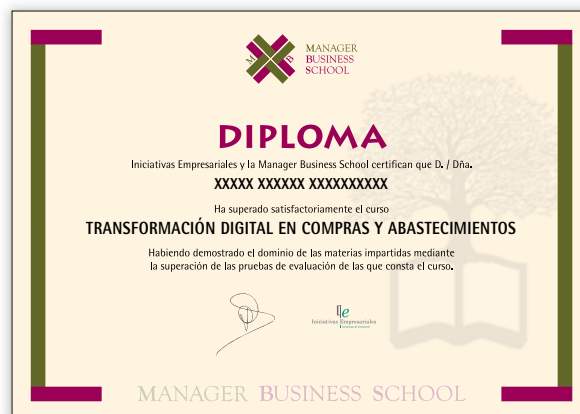 M B
MANAGER
BUSINESS
SCHOOL
DIPLOMA
Iniciativas Empresariales y la Manager Business School certifican que D. / Dña.
XXXXX XXXXXX XXXXXXXXXX
Ha superado satisfactoriamente el curso
TRANSFORMACIÓN DIGITAL EN COMPRAS Y ABASTECIMIENTOS
Habiendo demostrado el dominio de las materias impartidas mediante
la superación de las pruebas de evaluación de las que consta el curso.
Iniciativas Empresariales
MANAGER BUSINESS SCHOOL